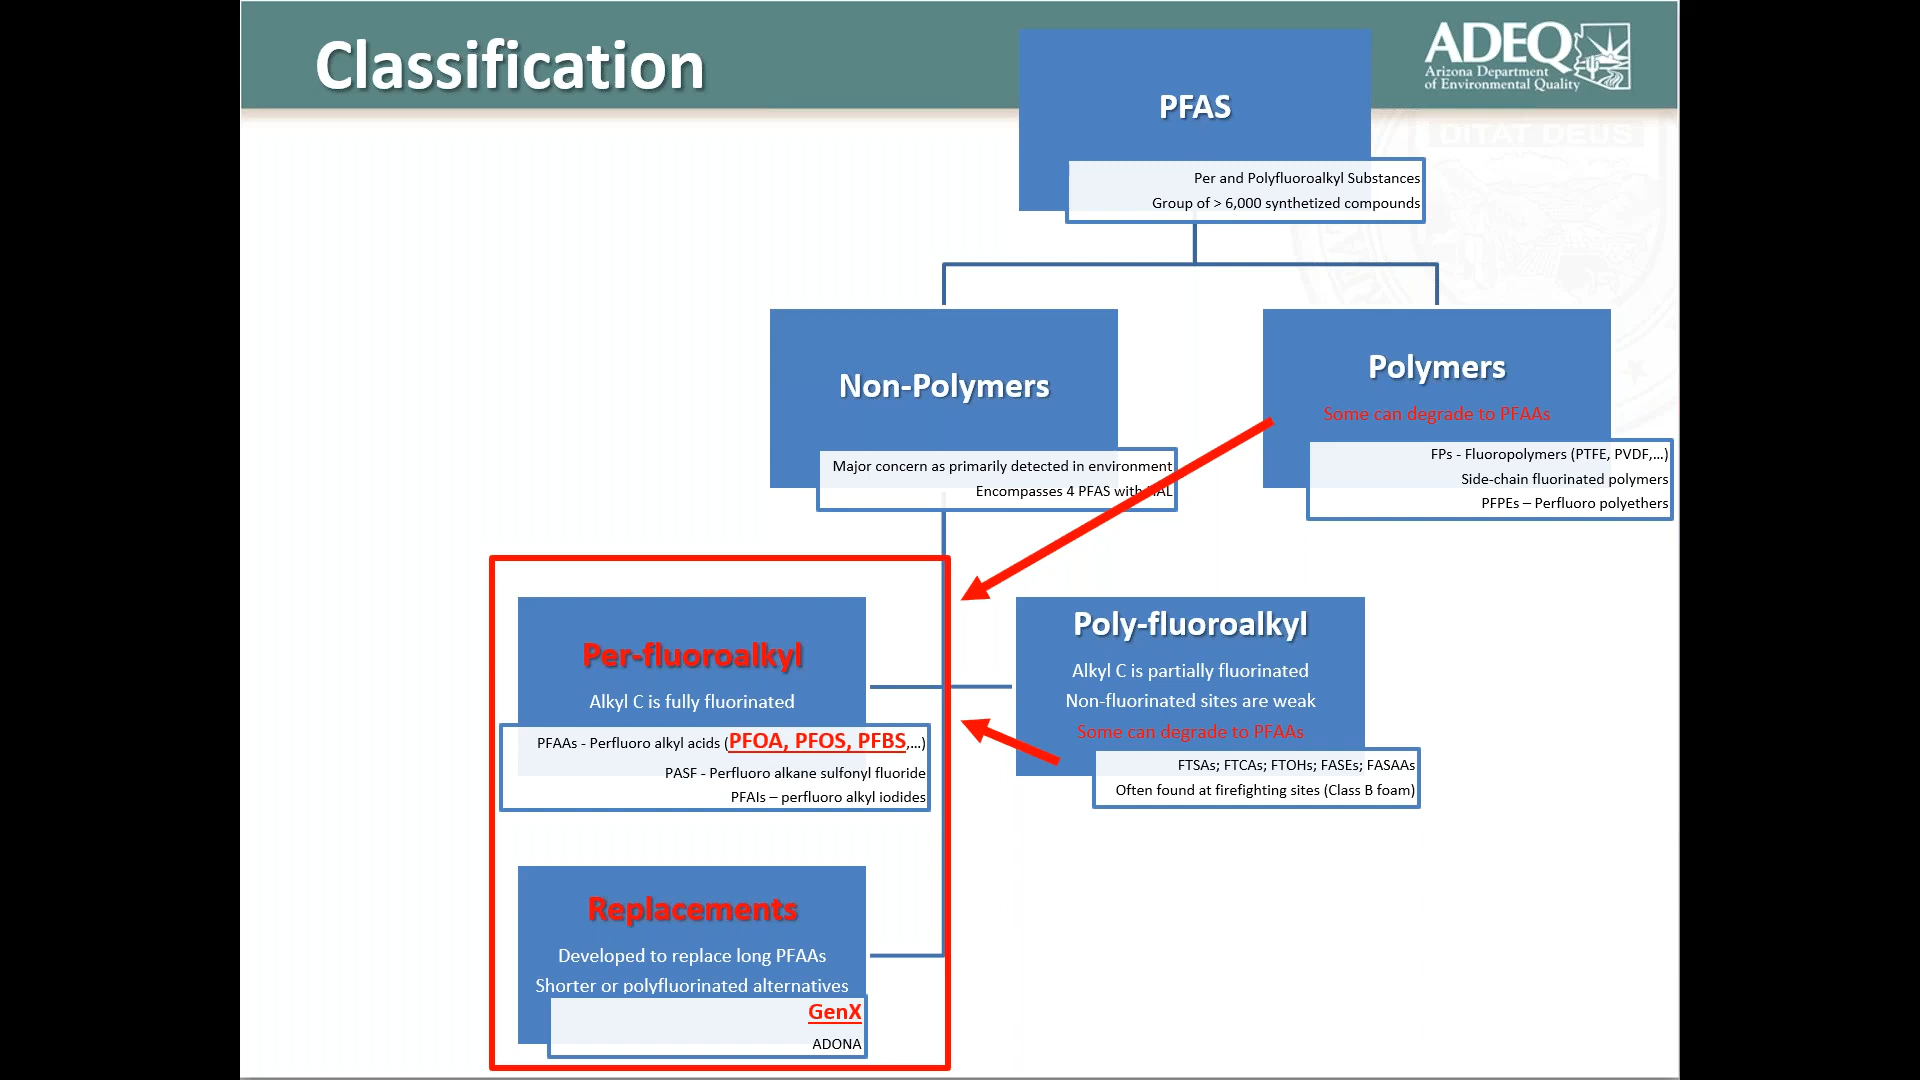 Classification
ADEQ
Arizona Department
of Environmental Quality
DITAT DEUS
PFAS
Per and Polyfluoroalkyl Substances
Group of > 6,000 synthetized compounds
Non-Polymers
Major concern as primarily detected in environment
Encompasses 4 PFAS with HAL
Polymers
Some can degrade to PFAAs
FPs - Fluoropolymers (PTFE, PVDF,...)
Side-chain fluorinated polymers
PFPEs – Perfluoro polyethers
Per-fluoroalkyl
Alkyl C is fully fluorinated
PFAAs - Perfluoro alkyl acids (PFOA, PFOS, PFBS,...)
PASF - Perfluoro alkane sulfonyl fluoride
PFAIs – perfluoro alkyl iodides
Poly-fluoroalkyl
Alkyl C is partially fluorinated
Non-fluorinated sites are weak
Some can degrade to PFAAs
FTSAs; FTCAs; FTOHs; FASEs; FASAAs
Often found at firefighting sites (Class B foam)
Replacements
Developed to replace long PFAAs
Shorter or polyfluorinated alternatives
GenX
ADONA